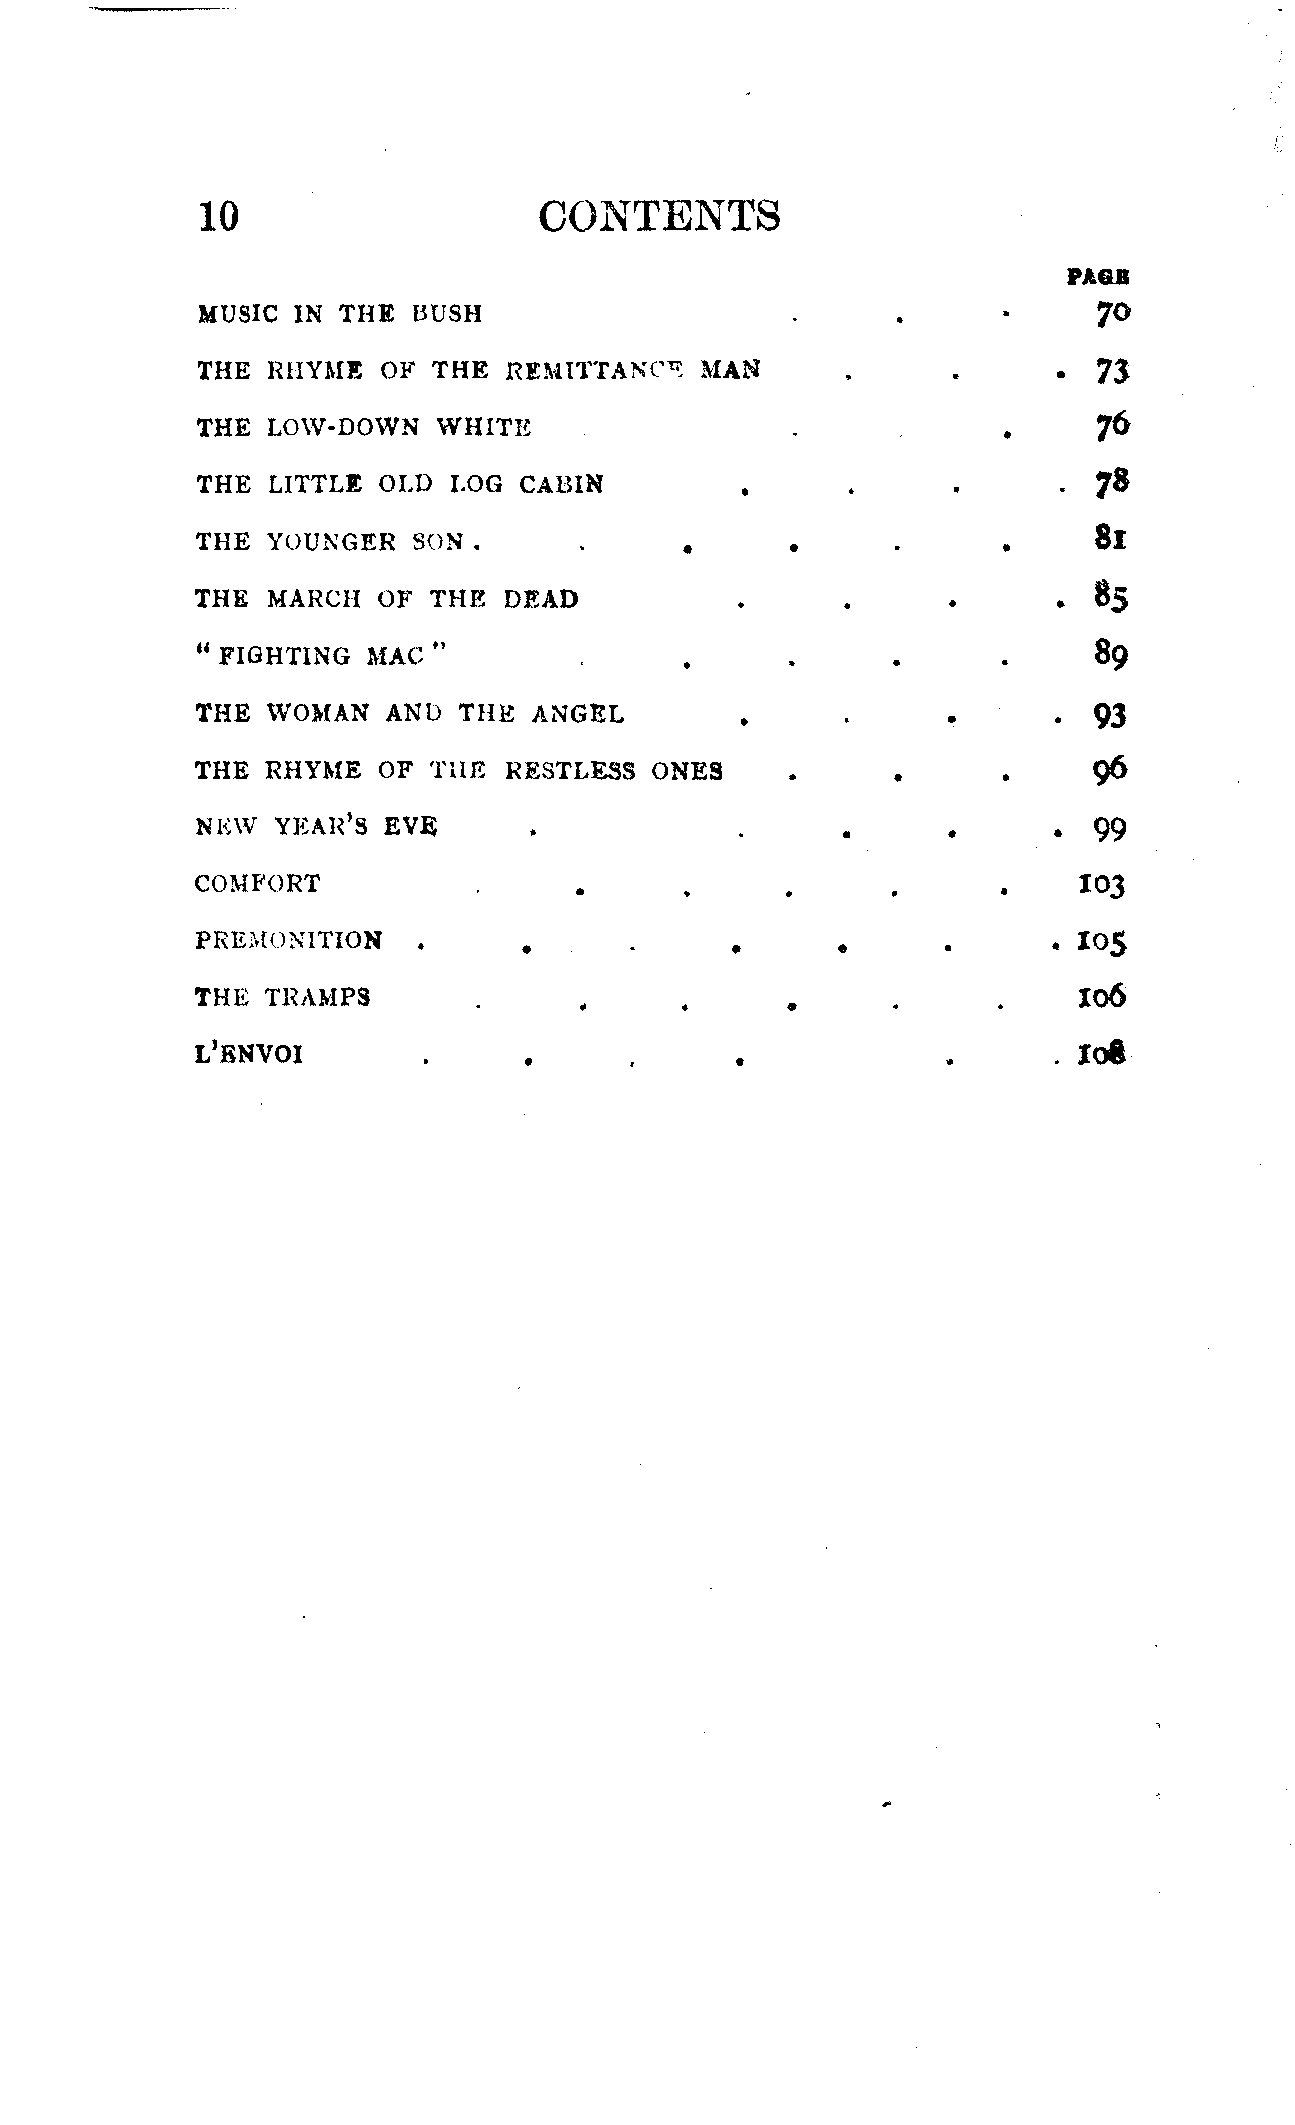 10 CONTENTS
PAGE
MUSIC IN THE BUSH . . . 70
THE RHYME OF THE REMITTANCE MAN . . . 73
THE LOW-DOWN WHITE . . . 76
THE LITTLE OLD LOG CABIN . . . . 78
THE YOUNGER SON . . . . . . 81
THE MARCH OF THE DEAD . . . . 85
“FIGHTING MAC” . . . . . 89
THE WOMAN AND THE ANGEL . . . . 93
THE RHYME OF THE RESTLESS ONES . . . 96
NEW YEAR'S EVE . . . . . 99
COMFORT . . . . . . 103
PREMONITION . . . . . . . 105
THE TRAMPS . . . . . . 106
L'ENVOI . . . . . . 108